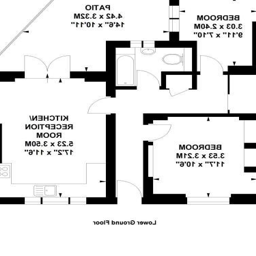 PATIO
4.42 x 3.32M
14'6" x 10'11"
BEDROOM
3.03 x 2.40M
9'11" x 7'10"
KITCHEN/
RECEPTION
ROOM
5.23 x 3.50M
17'2" x 11'6"
BEDROOM
3.53 x 3.21M
11'7" x 10'6"
Lower Ground Floor